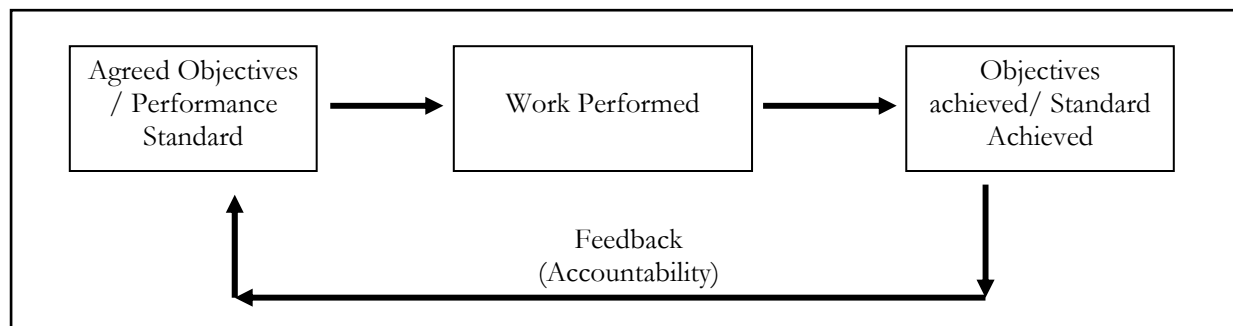 Agreed Objectives
/ Performance
Standard
Work Performed
Objectives
achieved/ Standard
Achieved
Feedback
(Accountability)